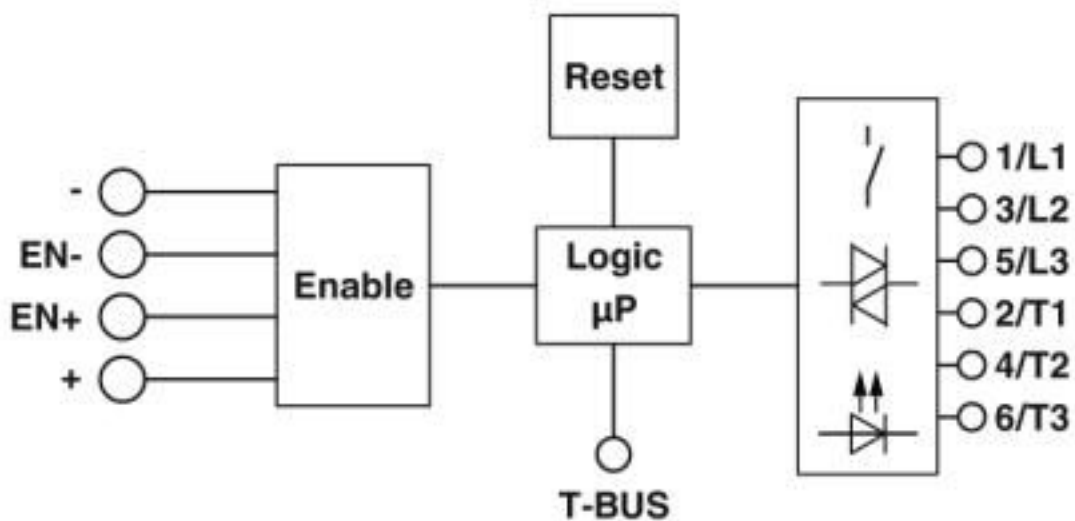 Reset
-
EN-
EN+
+
Enable
Logic
µP
T-BUS
1/L1
3/L2
5/L3
2/T1
4/T2
6/T3